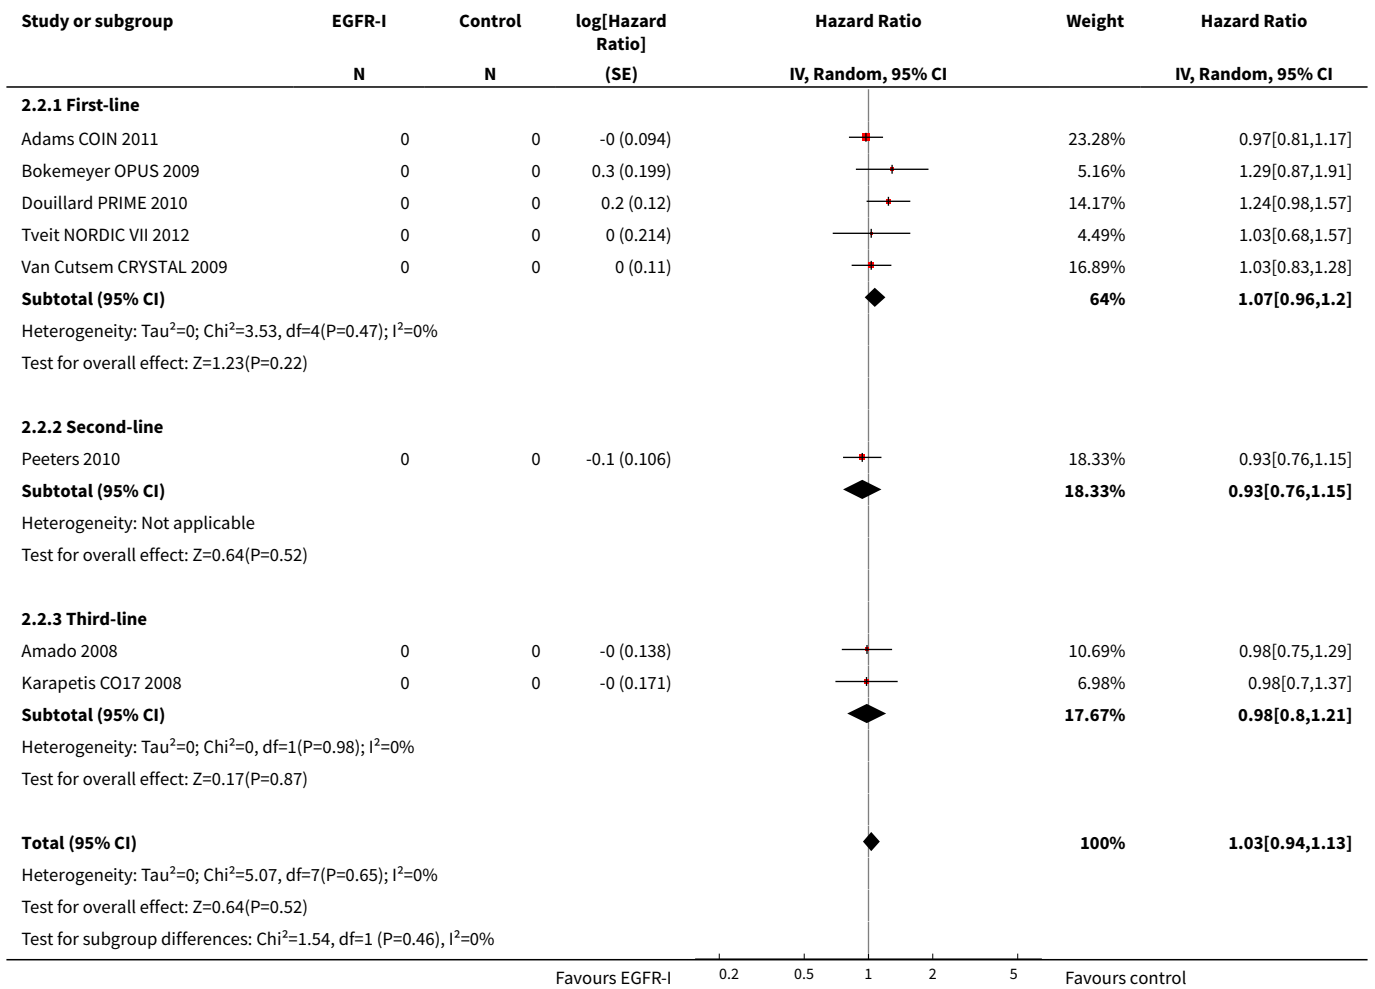 Study or subgroup EGFR-I Control log[Hazard Ratio] Hazard Ratio Weight Hazard Ratio
N N (SE) IV, Random, 95% CI IV, Random, 95% CI
2.2.1 First-line
Adams COIN 2011 0 0 -0 (0.094) 23.28% 0.97[0.81,1.17]
Bokemeyer OPUS 2009 0 0 0.3 (0.199) 5.16% 1.29[0.87,1.91]
Douillard PRIME 2010 0 0 0.2 (0.12) 14.17% 1.24[0.98,1.57]
Tveit NORDIC VII 2012 0 0 0 (0.214) 4.49% 1.03[0.68,1.57]
Van Cutsem CRYSTAL 2009 0 0 0 (0.11) 16.89% 1.03[0.83,1.28]
Subtotal (95% CI) 64% 1.07[0.96,1.2]
Heterogeneity: Tau²=0; Chi²=3.53, df=4(P=0.47); I²=0%
Test for overall effect: Z=1.23(P=0.22)
2.2.2 Second-line
Peeters 2010 0 0 -0.1 (0.106) 18.33% 0.93[0.76,1.15]
Subtotal (95% CI) 18.33% 0.93[0.76,1.15]
Heterogeneity: Not applicable
Test for overall effect: Z=0.64(P=0.52)
2.2.3 Third-line
Amado 2008 0 0 -0 (0.138) 10.69% 0.98[0.75,1.29]
Karapetis CO17 2008 0 0 -0 (0.171) 6.98% 0.98[0.7,1.37]
Subtotal (95% CI) 17.67% 0.98[0.8,1.21]
Heterogeneity: Tau²=0; Chi²=0, df=1(P=0.98); I²=0%
Test for overall effect: Z=0.17(P=0.87)
Total (95% CI) 100% 1.03[0.94,1.13]
Heterogeneity: Tau²=0; Chi²=5.07, df=7(P=0.65); I²=0%
Test for overall effect: Z=0.64(P=0.52)
Test for subgroup differences: Chi²=1.54, df=1 (P=0.46), I²=0%
Favours EGFR-I 0.2 0.5 1 2 5 Favours control